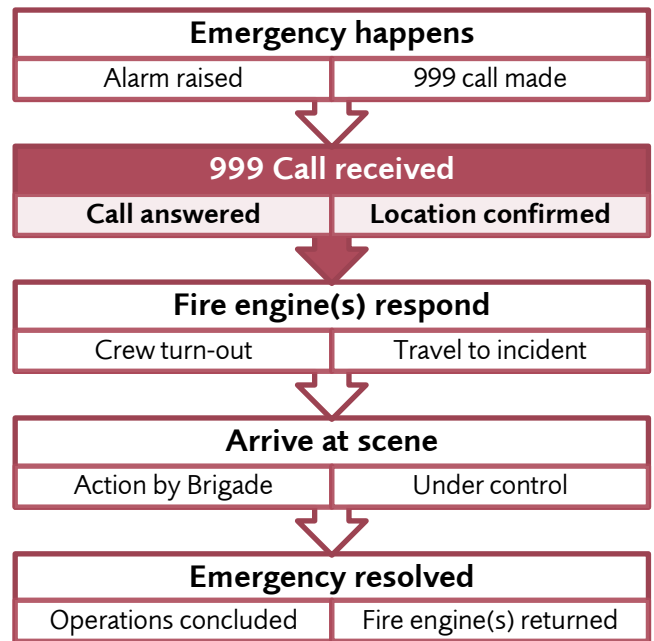 Emergency happens
Alarm raised
999 call made
999 Call received
Call answered
Location confirmed
Fire engine(s) respond
Crew turn-out
Travel to incident
Arrive at scene
Action by Brigade
Under control
Emergency resolved
Operations concluded
Fire engine(s) returned